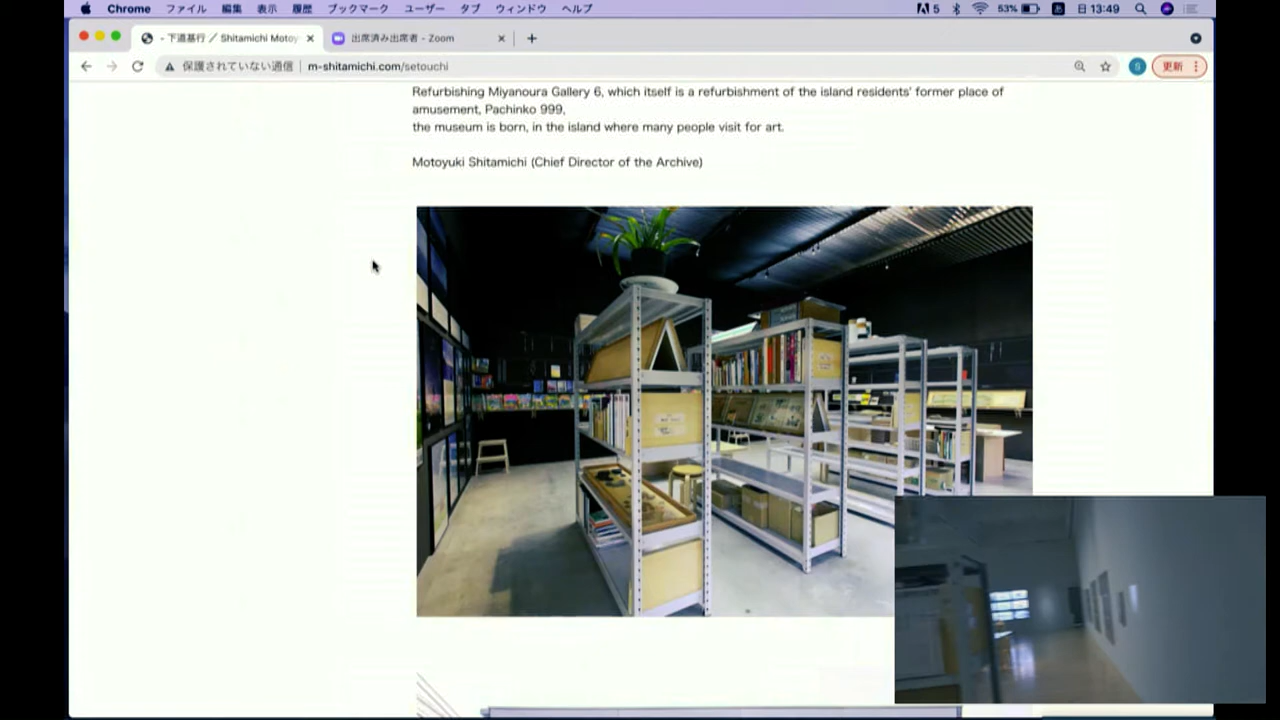 Chrome ファイル 編集 表示 履歴 ブックマーク ユーザー タブ ウィンドウ ヘルプ 5 53% あ 日 13:49
- 下道基行 ／ Shitamichi Motoy
出席済み出席者 - Zoom
保護されていない通信 | m-shitamichi.com/setouchi S 更新
Refurbishing Miyanoura Gallery 6, which itself is a refurbishment of the island residents' former place of
amusement, Pachinko 999,
the museum is born, in the island where many people visit for art.
Motoyuki Shitamichi (Chief Director of the Archive)